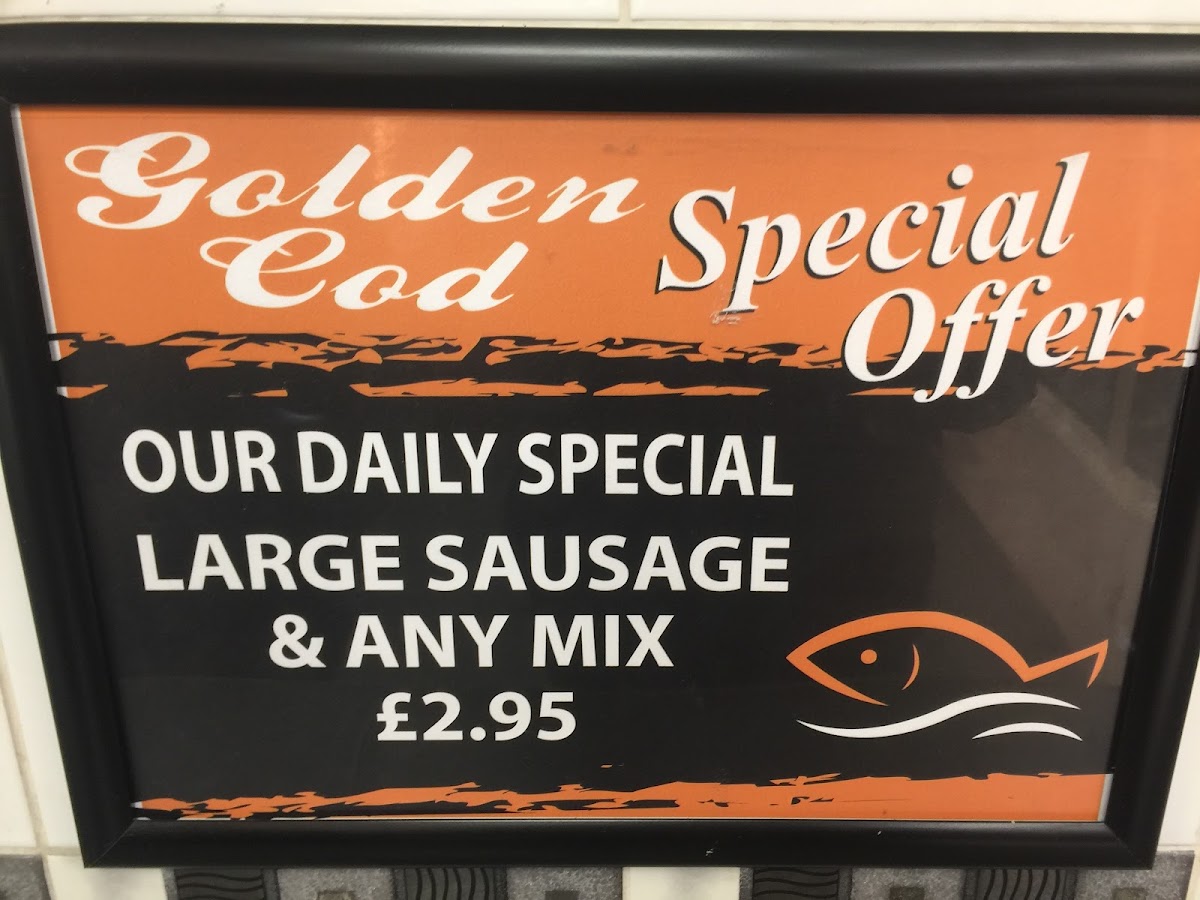 Golden
Cod
Special
Offer
OUR DAILY SPECIAL
LARGE SAUSAGE
& ANY MIX
£2.95